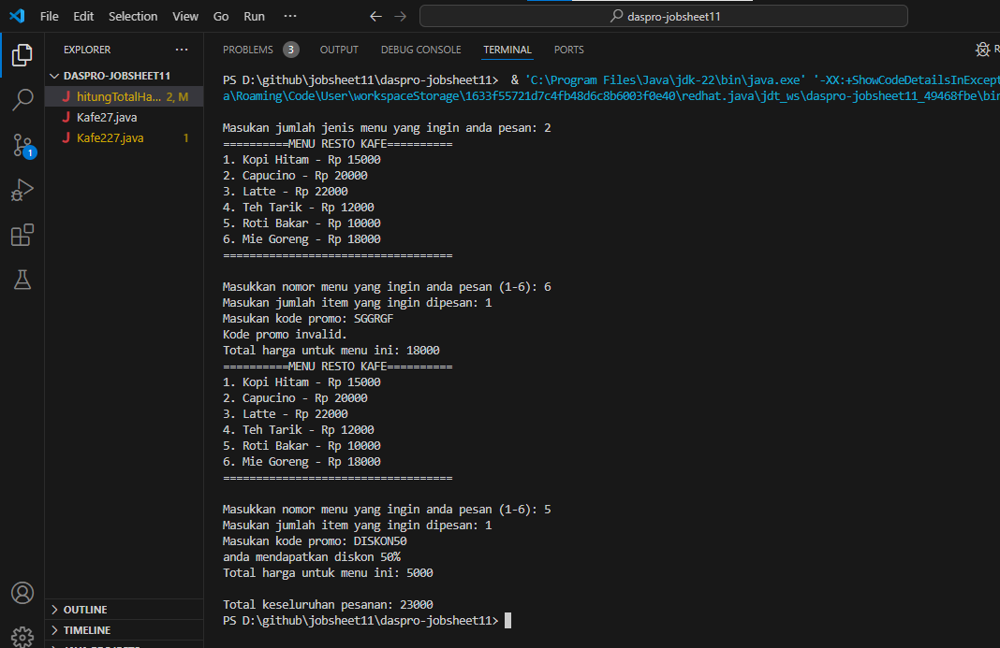 File Edit Selection View Go Run ··· daspro-jobsheet11
EXPLORER ···
DASPRO-JOBSHEET11
hitungTotalHa... 2, M
Kafe27.java
Kafe227.java 1
1
OUTLINE
TIMELINE
PROBLEMS 3 OUTPUT DEBUG CONSOLE TERMINAL PORTS
PS D:\github\jobsheet11\daspro-jobsheet11>  & 'C:\Program Files\Java\jdk-22\bin\java.exe' '-XX:+ShowCodeDetailsInExcept
a\Roaming\Code\User\workspaceStorage\1633f55721d7c4fb48d6c8b6003f0e40\redhat.java\jdt_ws\daspro-jobsheet11_49468fbe\bin
Masukan jumlah jenis menu yang ingin anda pesan: 2
==========MENU RESTO KAFE==========
1. Kopi Hitam - Rp 15000
2. Capucino - Rp 20000
3. Latte - Rp 22000
4. Teh Tarik - Rp 12000
5. Roti Bakar - Rp 10000
6. Mie Goreng - Rp 18000
===================================
Masukkan nomor menu yang ingin anda pesan (1-6): 6
Masukan jumlah item yang ingin dipesan: 1
Masukan kode promo: SGGRGF
Kode promo invalid.
Total harga untuk menu ini: 18000
==========MENU RESTO KAFE==========
1. Kopi Hitam - Rp 15000
2. Capucino - Rp 20000
3. Latte - Rp 22000
4. Teh Tarik - Rp 12000
5. Roti Bakar - Rp 10000
6. Mie Goreng - Rp 18000
===================================
Masukkan nomor menu yang ingin anda pesan (1-6): 5
Masukan jumlah item yang ingin dipesan: 1
Masukan kode promo: DISKON50
anda mendapatkan diskon 50%
Total harga untuk menu ini: 5000
Total keseluruhan pesanan: 23000
PS D:\github\jobsheet11\daspro-jobsheet11>